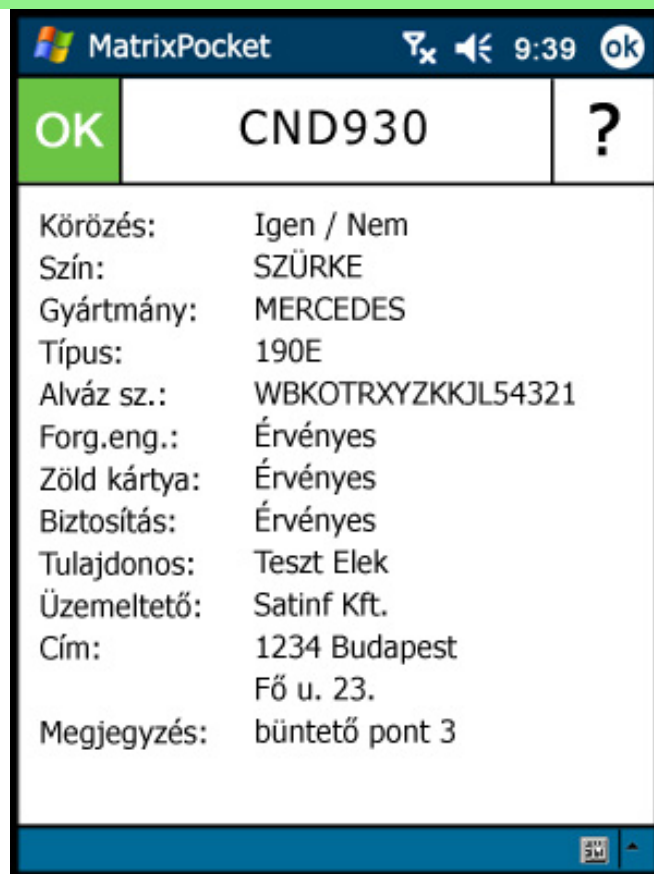 MatrixPocket 9:39 ok
OK CND930 ?
Körözés: Igen / Nem
Szín: SZÜRKE
Gyártmány: MERCEDES
Típus: 190E
Alváz sz.: WBKOTRXYZKKJL54321
Forg.eng.: Érvényes
Zöld kártya: Érvényes
Biztosítás: Érvényes
Tulajdonos: Teszt Elek
Üzemeltető: Satinf Kft.
Cím: 1234 Budapest
Fő u. 23.
Megjegyzés: büntető pont 3